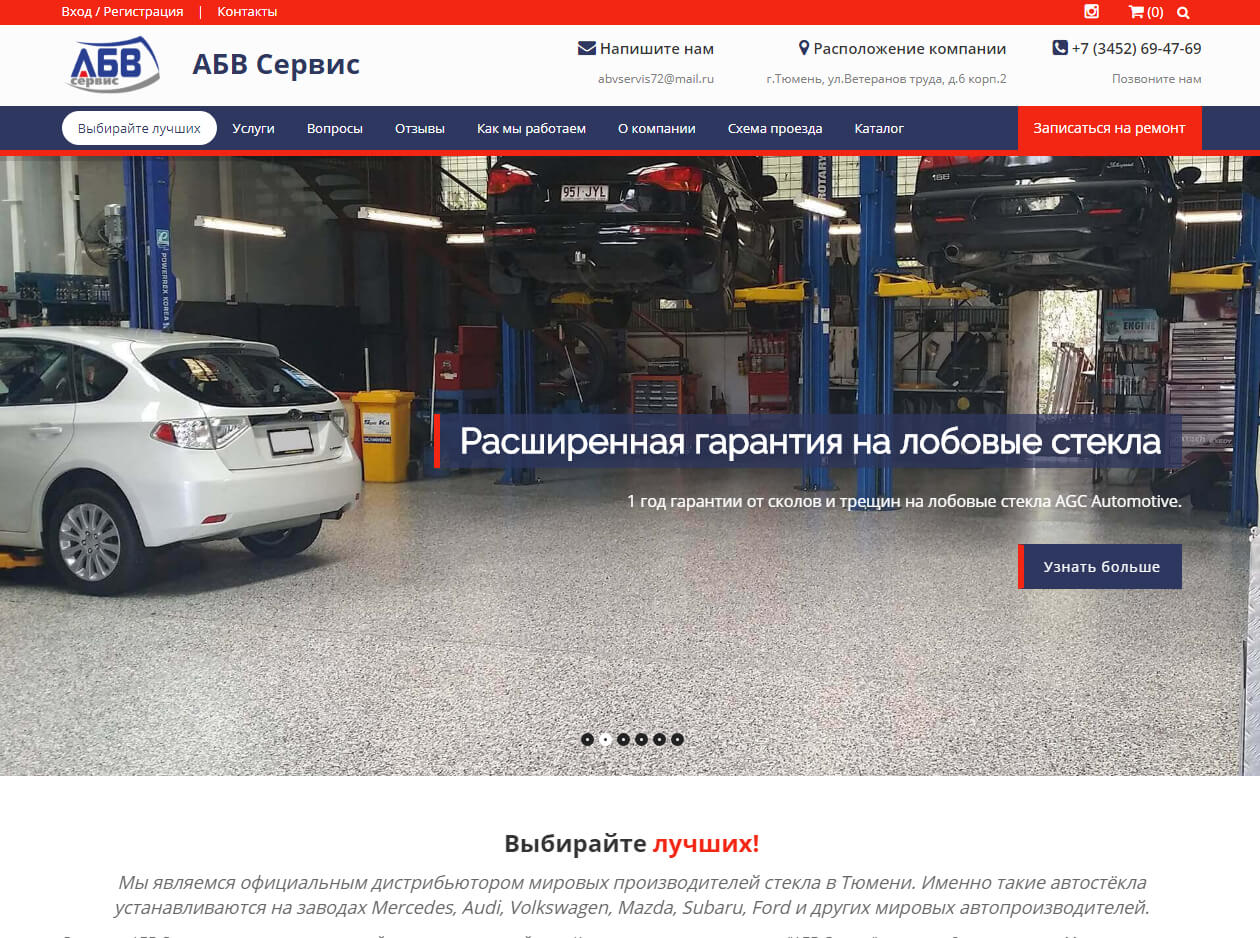 Вход / Регистрация | Контакты
(0)
АБВ
сервис
АБВ Сервис
Напишите нам
abvservis72@mail.ru
Расположение компании
г.Тюмень, ул.Ветеранов труда, д.6 корп.2
+7 (3452) 69-47-69
Позвоните нам
Выбирайте лучших
Услуги
Вопросы
Отзывы
Как мы работаем
О компании
Схема проезда
Каталог
Записаться на ремонт
951 JYL
ROTARY
POWERREX KOREA
ENGINE
Расширенная гарантия на лобовые стекла
1 год гарантии от сколов и трещин на лобовые стекла AGC Automotive.
Узнать больше
Выбирайте лучших!
Мы являемся официальным дистрибьютором мировых производителей стекла в Тюмени. Именно такие автостёкла
устанавливаются на заводах Mercedes, Audi, Volkswagen, Mazda, Subaru, Ford и других мировых автопроизводителей.